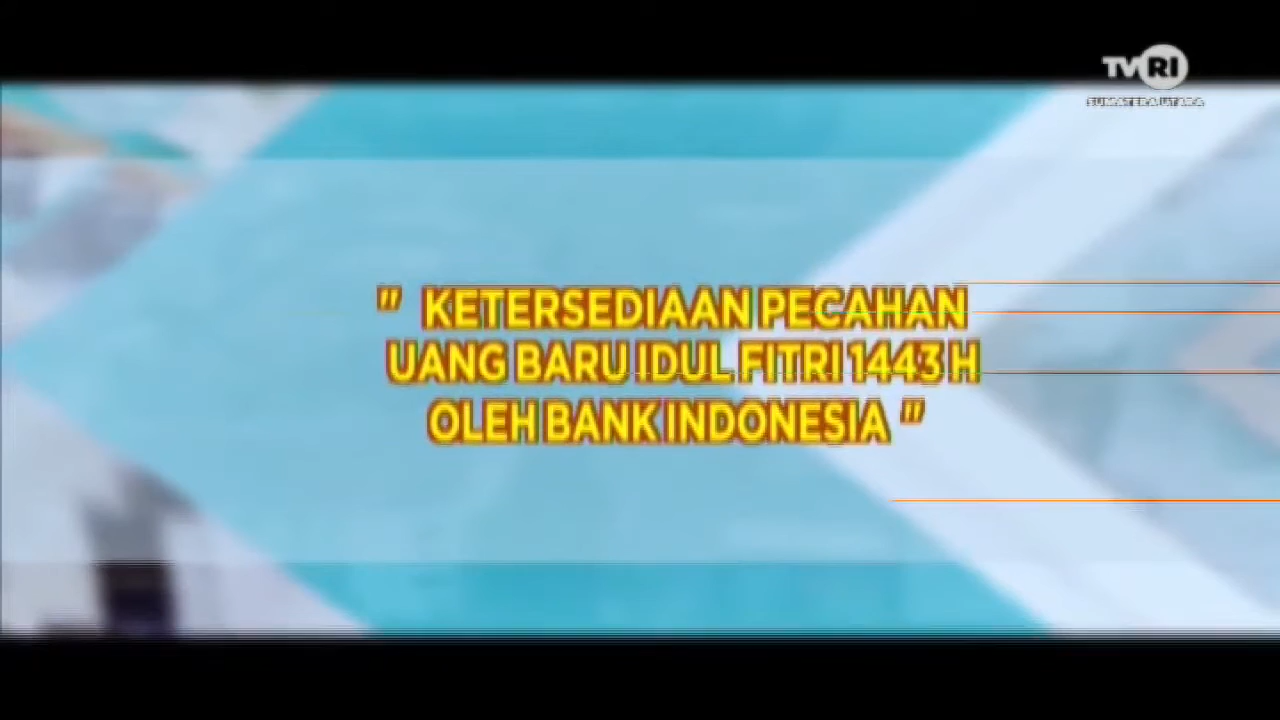 TVRI
SUMATERA UTARA
" KETERSEDIAAN PECAHAN
UANG BARU IDUL FITRI 1443 H
OLEH BANK INDONESIA "